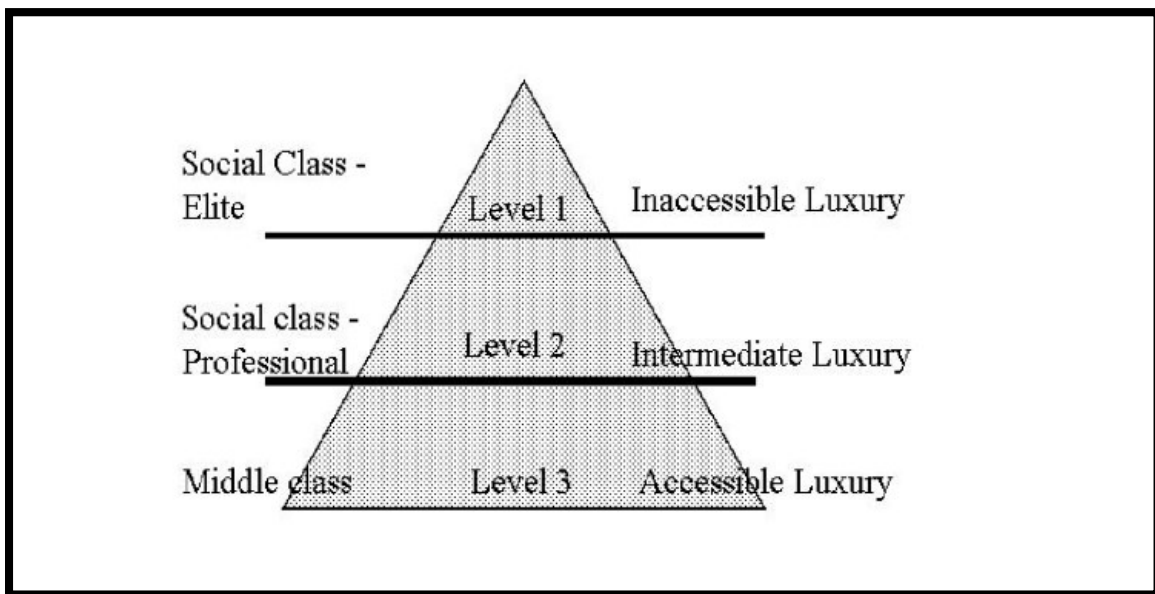 Social Class -
Elite
Level 1
Inaccessible Luxury
Social class -
Professional
Level 2
Intermediate Luxury
Middle class
Level 3
Accessible Luxury